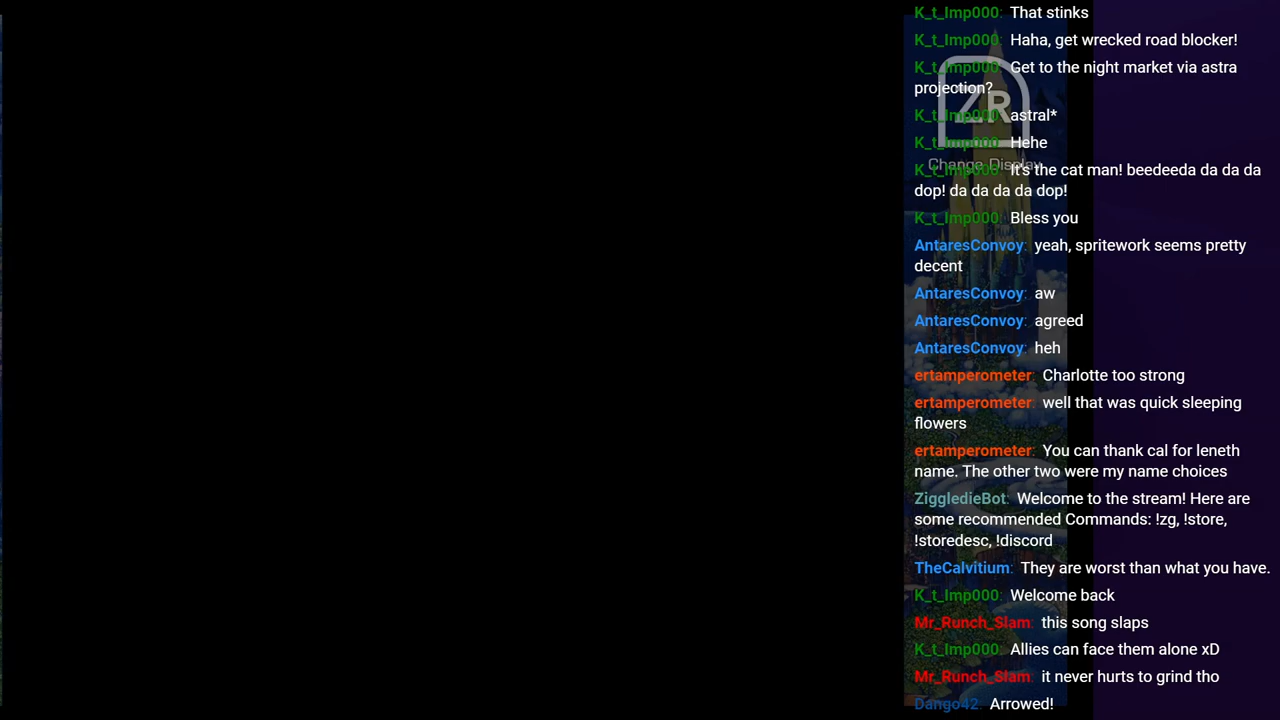 K_t_Imp000: That stinks
K_t_Imp000: Haha, get wrecked road blocker!
K_t_Imp000: Get to the night market via astra
projection?
ZR
K_t_Imp000: astral*
K_t_Imp000: Hehe
Change Display
K_t_Imp000: It's the cat man! beedeeda da da da
dop! da da da da dop!
K_t_Imp000: Bless you
AntaresConvoy: yeah, spritework seems pretty
decent
AntaresConvoy: aw
AntaresConvoy: agreed
AntaresConvoy: heh
ertamperometer: Charlotte too strong
ertamperometer: well that was quick sleeping
flowers
ertamperometer: You can thank cal for leneth
name. The other two were my name choices
ZiggledieBot: Welcome to the stream! Here are
some recommended Commands: !zg, !store,
!storedesc, !discord
TheCalvitium: They are worst than what you have.
K_t_Imp000: Welcome back
Mr_Runch_Slam: this song slaps
K_t_Imp000: Allies can face them alone xD
Mr_Runch_Slam: it never hurts to grind tho
Dango42: Arrowed!